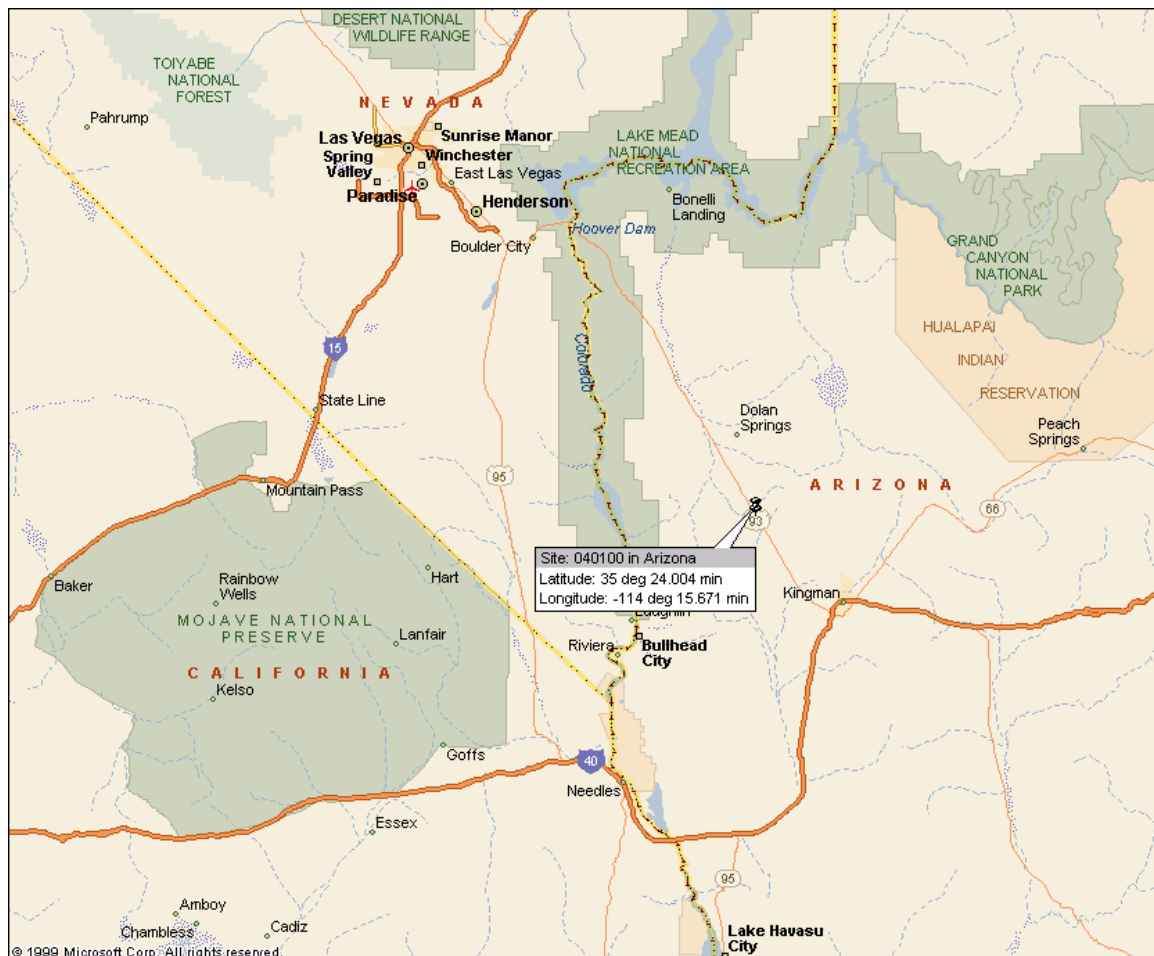 DESERT NATIONAL
WILDLIFE RANGE
TOIYABE
NATIONAL
FOREST
NEVADA
Pahrump
Las Vegas
Sunrise Manor
Spring
Valley
Winchester
East Las Vegas
Paradise
Henderson
LAKE MEAD
NATIONAL
RECREATION AREA
Bonelli
Landing
Boulder City
Hoover Dam
GRAND
CANYON
NATIONAL
PARK
HUALAPAI
INDIAN
RESERVATION
15
Colorado
State Line
Dolan
Springs
Peach
Springs
95
Mountain Pass
ARIZONA
93
66
Site: 040100 in Arizona
Latitude: 35 deg 24.004 min
Longitude: -114 deg 15.671 min
Baker
Rainbow
Wells
Hart
Kingman
Laughlin
MOJAVE NATIONAL
PRESERVE
Lanfair
Riviera
Bullhead
City
CALIFORNIA
Kelso
Goffs
40
Needles
Essex
95
Amboy
Chambless
Cadiz
Lake Havasu
City
© 1999 Microsoft Corp. All rights reserved.